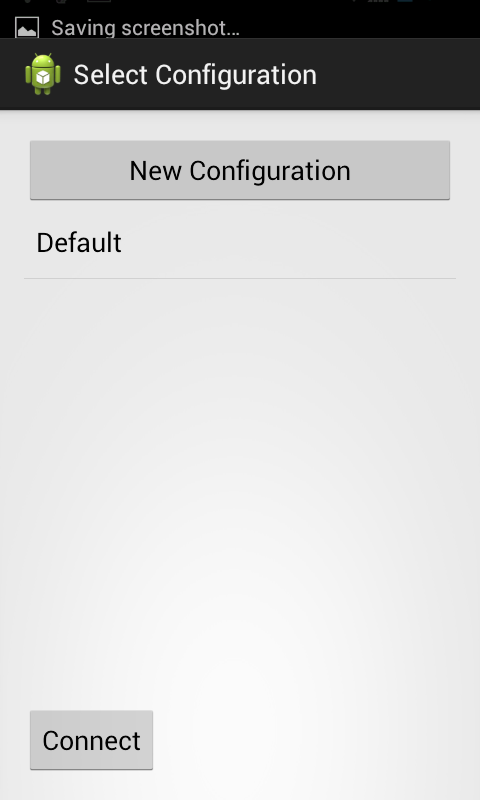 Saving screenshot...
Select Configuration
New Configuration
Default
Connect